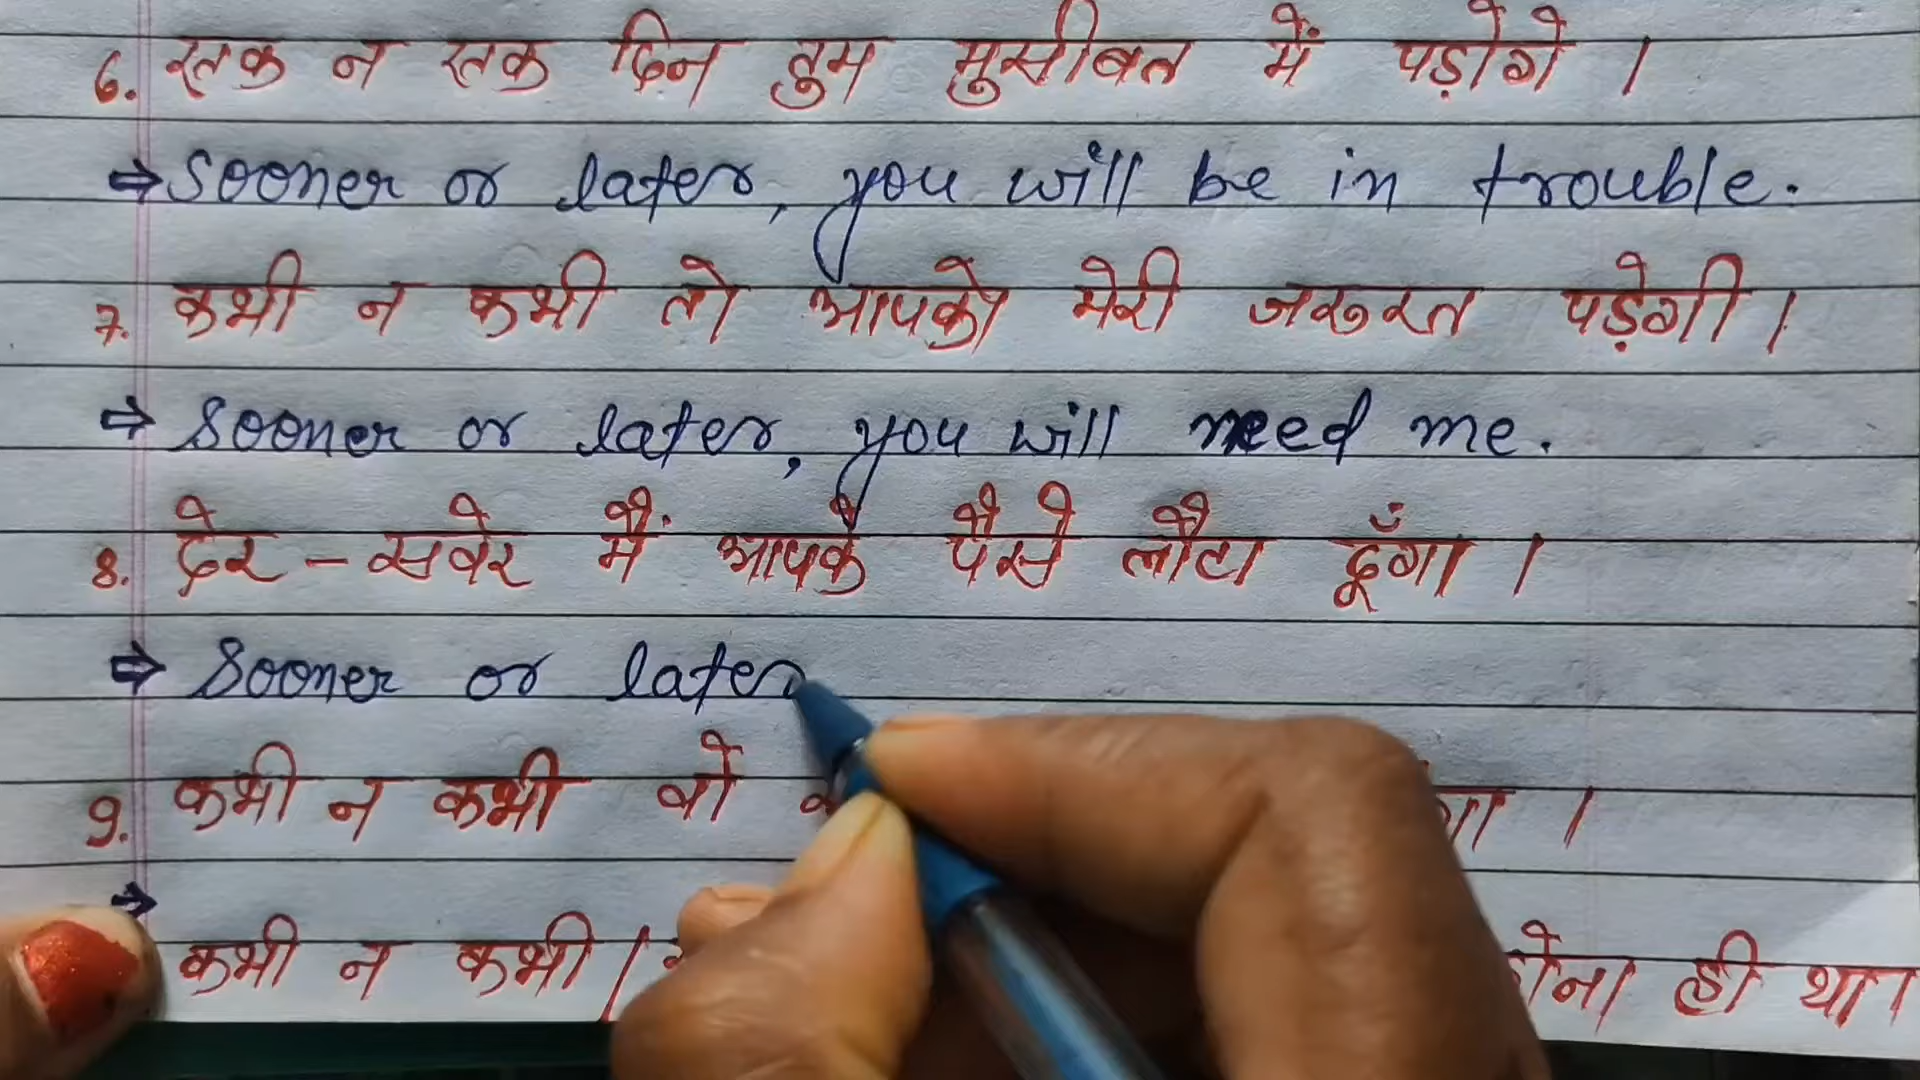 6. एक न एक दिन तुम मुसीबत में पड़ोगे ।
⇒ Sooner or later, you will be in trouble.
7. कभी न कभी तो आपको मेरी जरूरत पड़ेगी ।
⇒ Sooner or later, you will need me.
8. देर - सवेर मैं आपके पैसे लौटा दूँगा ।
⇒ Sooner or later
9. कभी न कभी वो ।
⇒
कभी न कभी / होना ही था ।